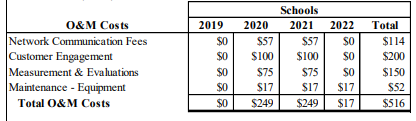 Schools
O&M Costs 2019 2020 2021 2022 Total
Network Communication Fees $0 $57 $57 $0 $114
Customer Engagement $0 $100 $100 $0 $200
Measurement & Evaluations $0 $75 $75 $0 $150
Maintenance - Equipment $0 $17 $17 $17 $52
Total O&M Costs $0 $249 $249 $17 $516